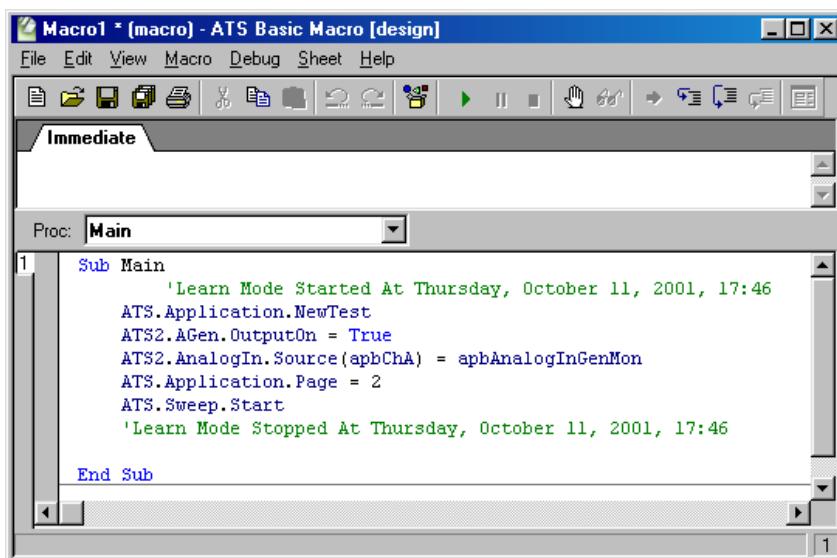 Macro1 * (macro) - ATS Basic Macro [design]
File Edit View Macro Debug Sheet Help
Immediate
Proc: Main
1
Sub Main
'Learn Mode Started At Thursday, October 11, 2001, 17:46
ATS.Application.NewTest
ATS2.AGen.OutputOn = True
ATS2.AnalogIn.Source(apbChA) = apbAnalogInGenMon
ATS.Application.Page = 2
ATS.Sweep.Start
'Learn Mode Stopped At Thursday, October 11, 2001, 17:46
End Sub
1